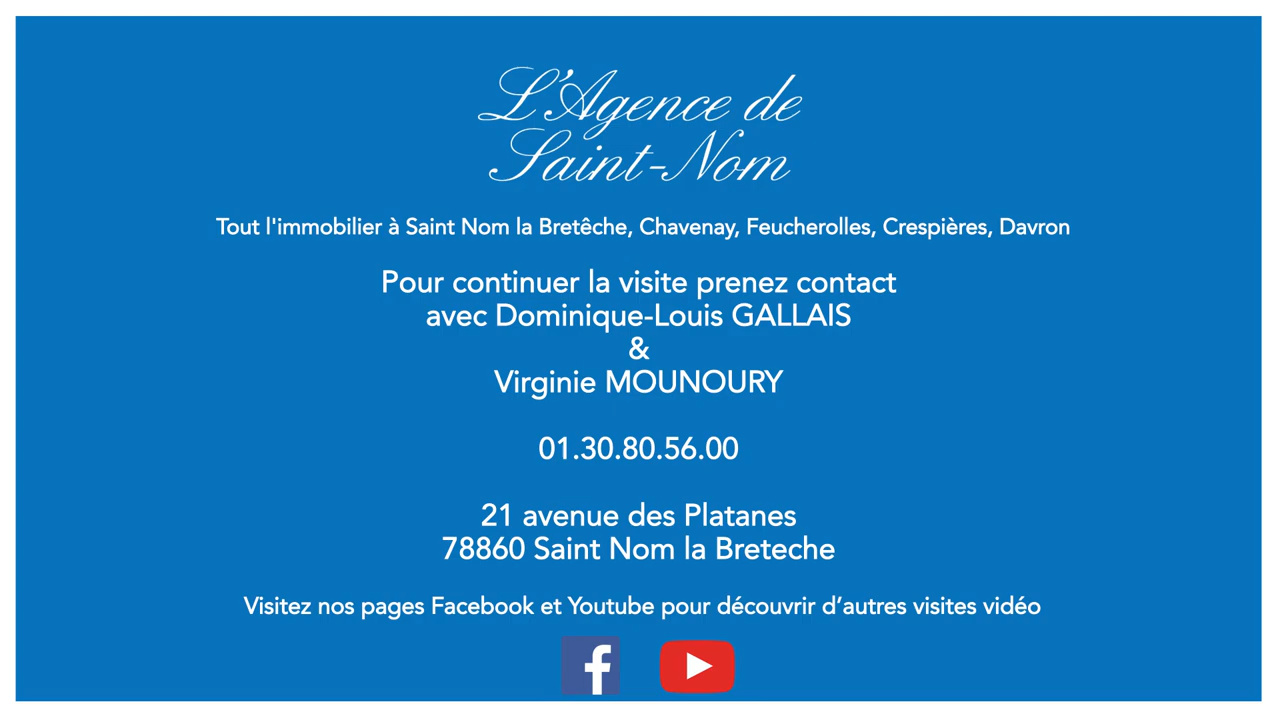 L'Agence de
Saint-Nom
Tout l'immobilier à Saint Nom la Bretêche, Chavenay, Feucherolles, Crespières, Davron
Pour continuer la visite prenez contact
avec Dominique-Louis GALLAIS
&
Virginie MOUNOURY
01.30.80.56.00
21 avenue des Platanes
78860 Saint Nom la Breteche
Visitez nos pages Facebook et Youtube pour découvrir d’autres visites vidéo